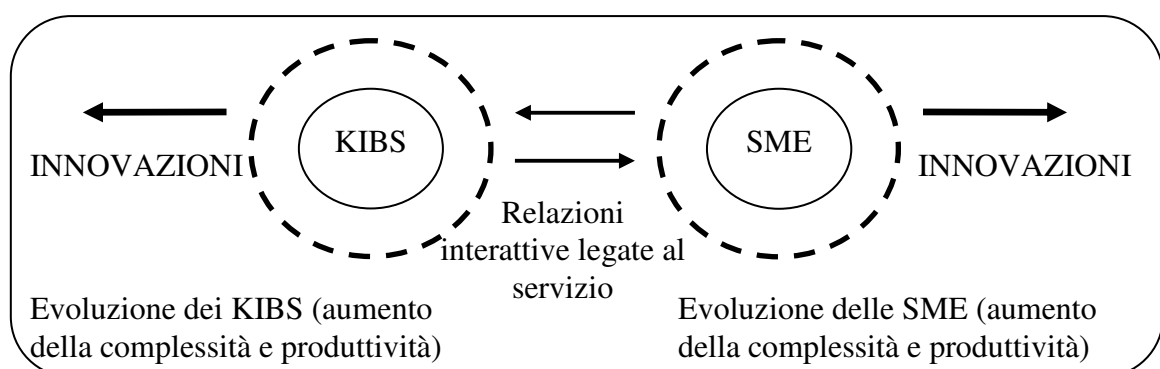 KIBS
SME
INNOVAZIONI
INNOVAZIONI
Relazioni
interattive legate al
servizio
Evoluzione dei KIBS (aumento
della complessità e produttività)
Evoluzione delle SME (aumento
della complessità e produttività)